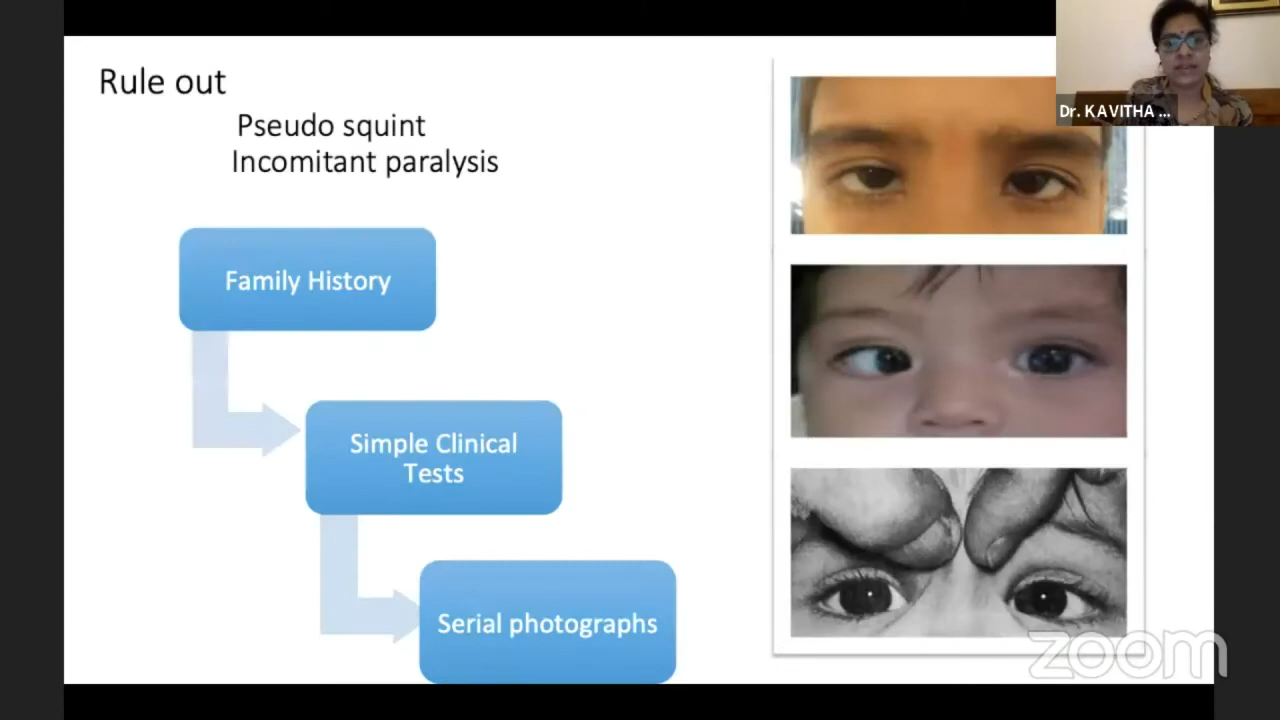 Rule out
Pseudo squint
Incomitant paralysis
Family History
Simple Clinical
Tests
Serial photographs
Dr. KAVITHA ...
zoom